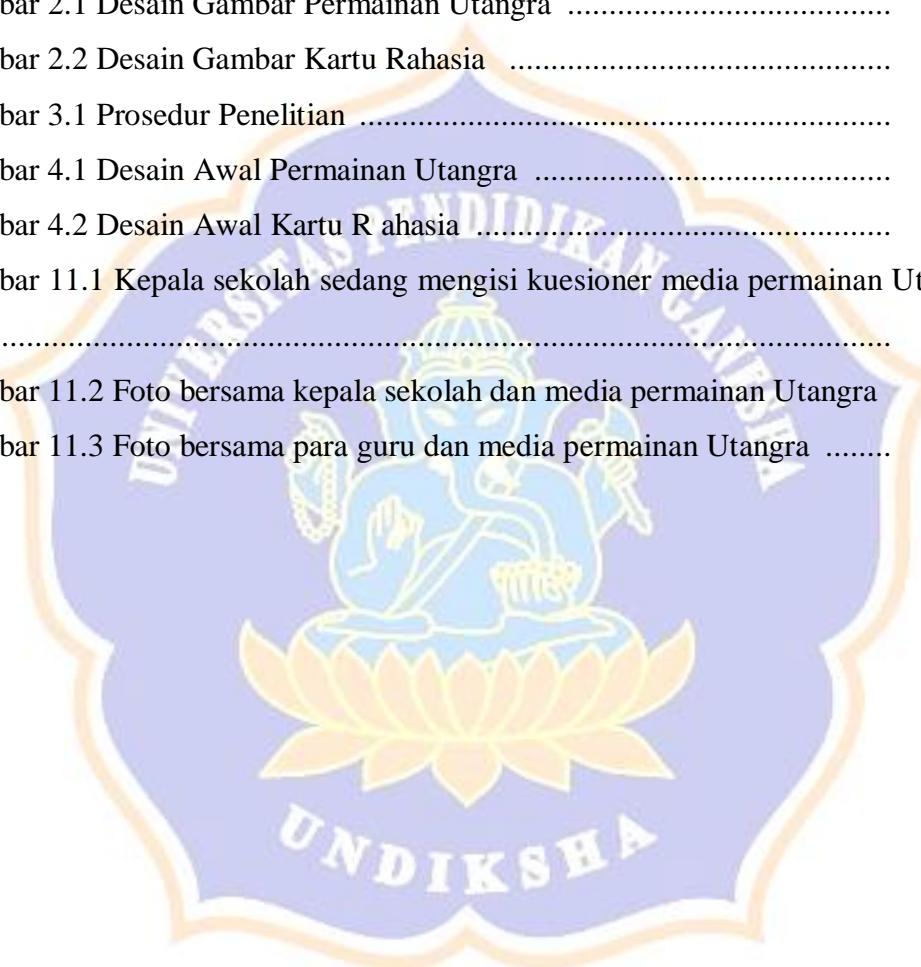 bar 2.1 Desain Gambar Permainan Utangra ................................................
bar 2.2 Desain Gambar Kartu Rahasia .............................................
bar 3.1 Prosedur Penelitian ...............................................................
bar 4.1 Desain Awal Permainan Utangra ..........................................
bar 4.2 Desain Awal Kartu R ahasia .................................................
bar 11.1 Kepala sekolah sedang mengisi kuesioner media permainan Ut
.........................................................................................................
bar 11.2 Foto bersama kepala sekolah dan media permainan Utangra
bar 11.3 Foto bersama para guru dan media permainan Utangra ........
UNIVERSITAS PENDIDIKAN GANESHA
UNDIKSHA